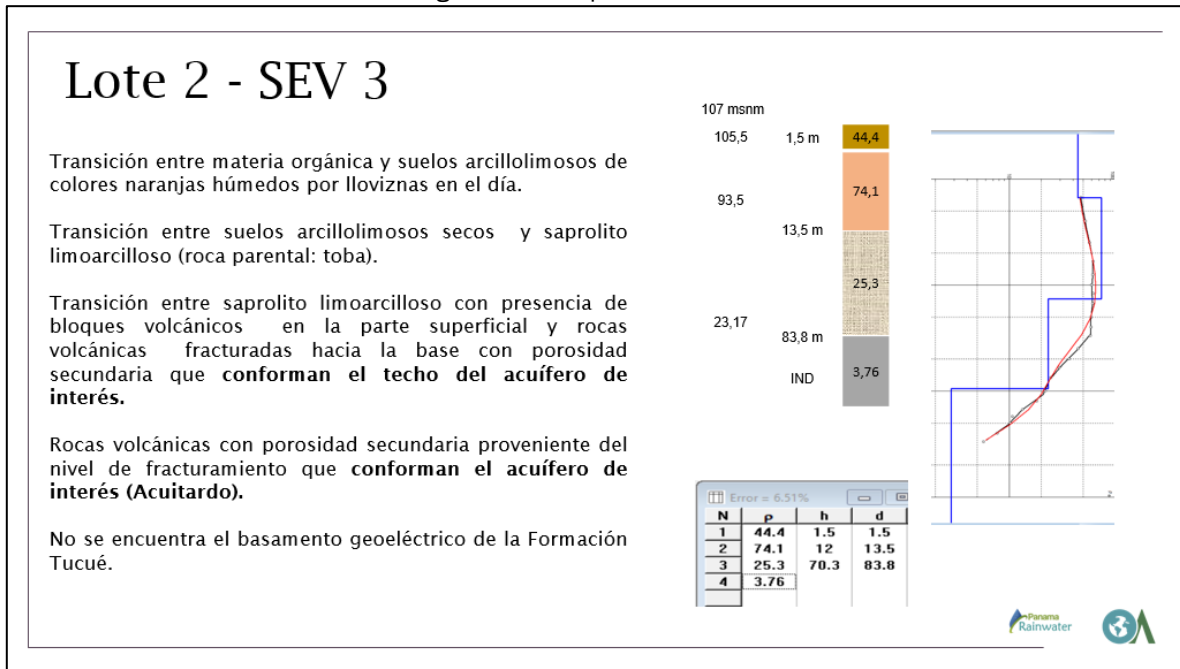 Lote 2 - SEV 3
Transición entre materia orgánica y suelos arcillolimosos de
colores naranjas húmedos por lloviznas en el día.
Transición entre suelos arcillolimosos secos y saprolito
limoarcilloso (roca parental: toba).
Transición entre saprolito limoarcilloso con presencia de
bloques volcánicos en la parte superficial y rocas
volcánicas fracturadas hacia la base con porosidad
secundaria que conforman el techo del acuífero de
interés.
Rocas volcánicas con porosidad secundaria proveniente del
nivel de fracturamiento que conforman el acuífero de
interés (Acuitardo).
No se encuentra el basamento geoeléctrico de la Formación
Tucué.
107 msnm
105,5 1,5 m 44,4
93,5 74,1
13,5 m
25,3
23,17
83,8 m
IND 3,76
2
Error = 6.51%
N ρ h d
1 44.4 1.5 1.5
2 74.1 12 13.5
3 25.3 70.3 83.8
4 3.76
Panama
Rainwater